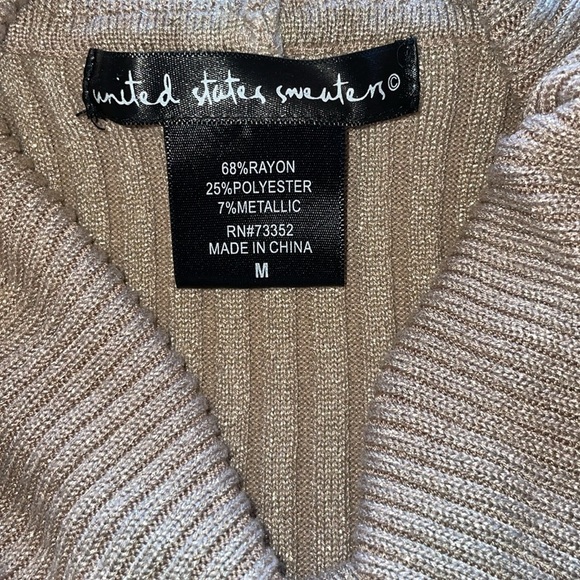 united states sweaters©
68%RAYON
25%POLYESTER
7%METALLIC
RN#73352
MADE IN CHINA
M